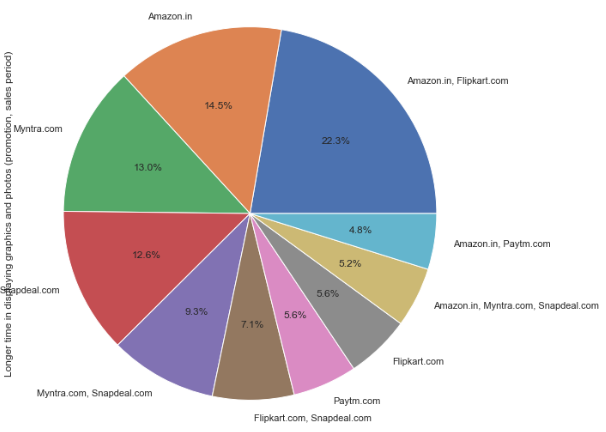 Amazon.in
Amazon.in, Flipkart.com
Myntra.com
Snapdeal.com
Myntra.com, Snapdeal.com
Flipkart.com, Snapdeal.com
Paytm.com
Flipkart.com
Amazon.in, Myntra.com, Snapdeal.com
Amazon.in, Paytm.com
14.5%
22.3%
13.0%
12.6%
9.3%
7.1%
5.6%
5.6%
5.2%
4.8%
Longer time in displaying graphics and photos (promotion, sales period)